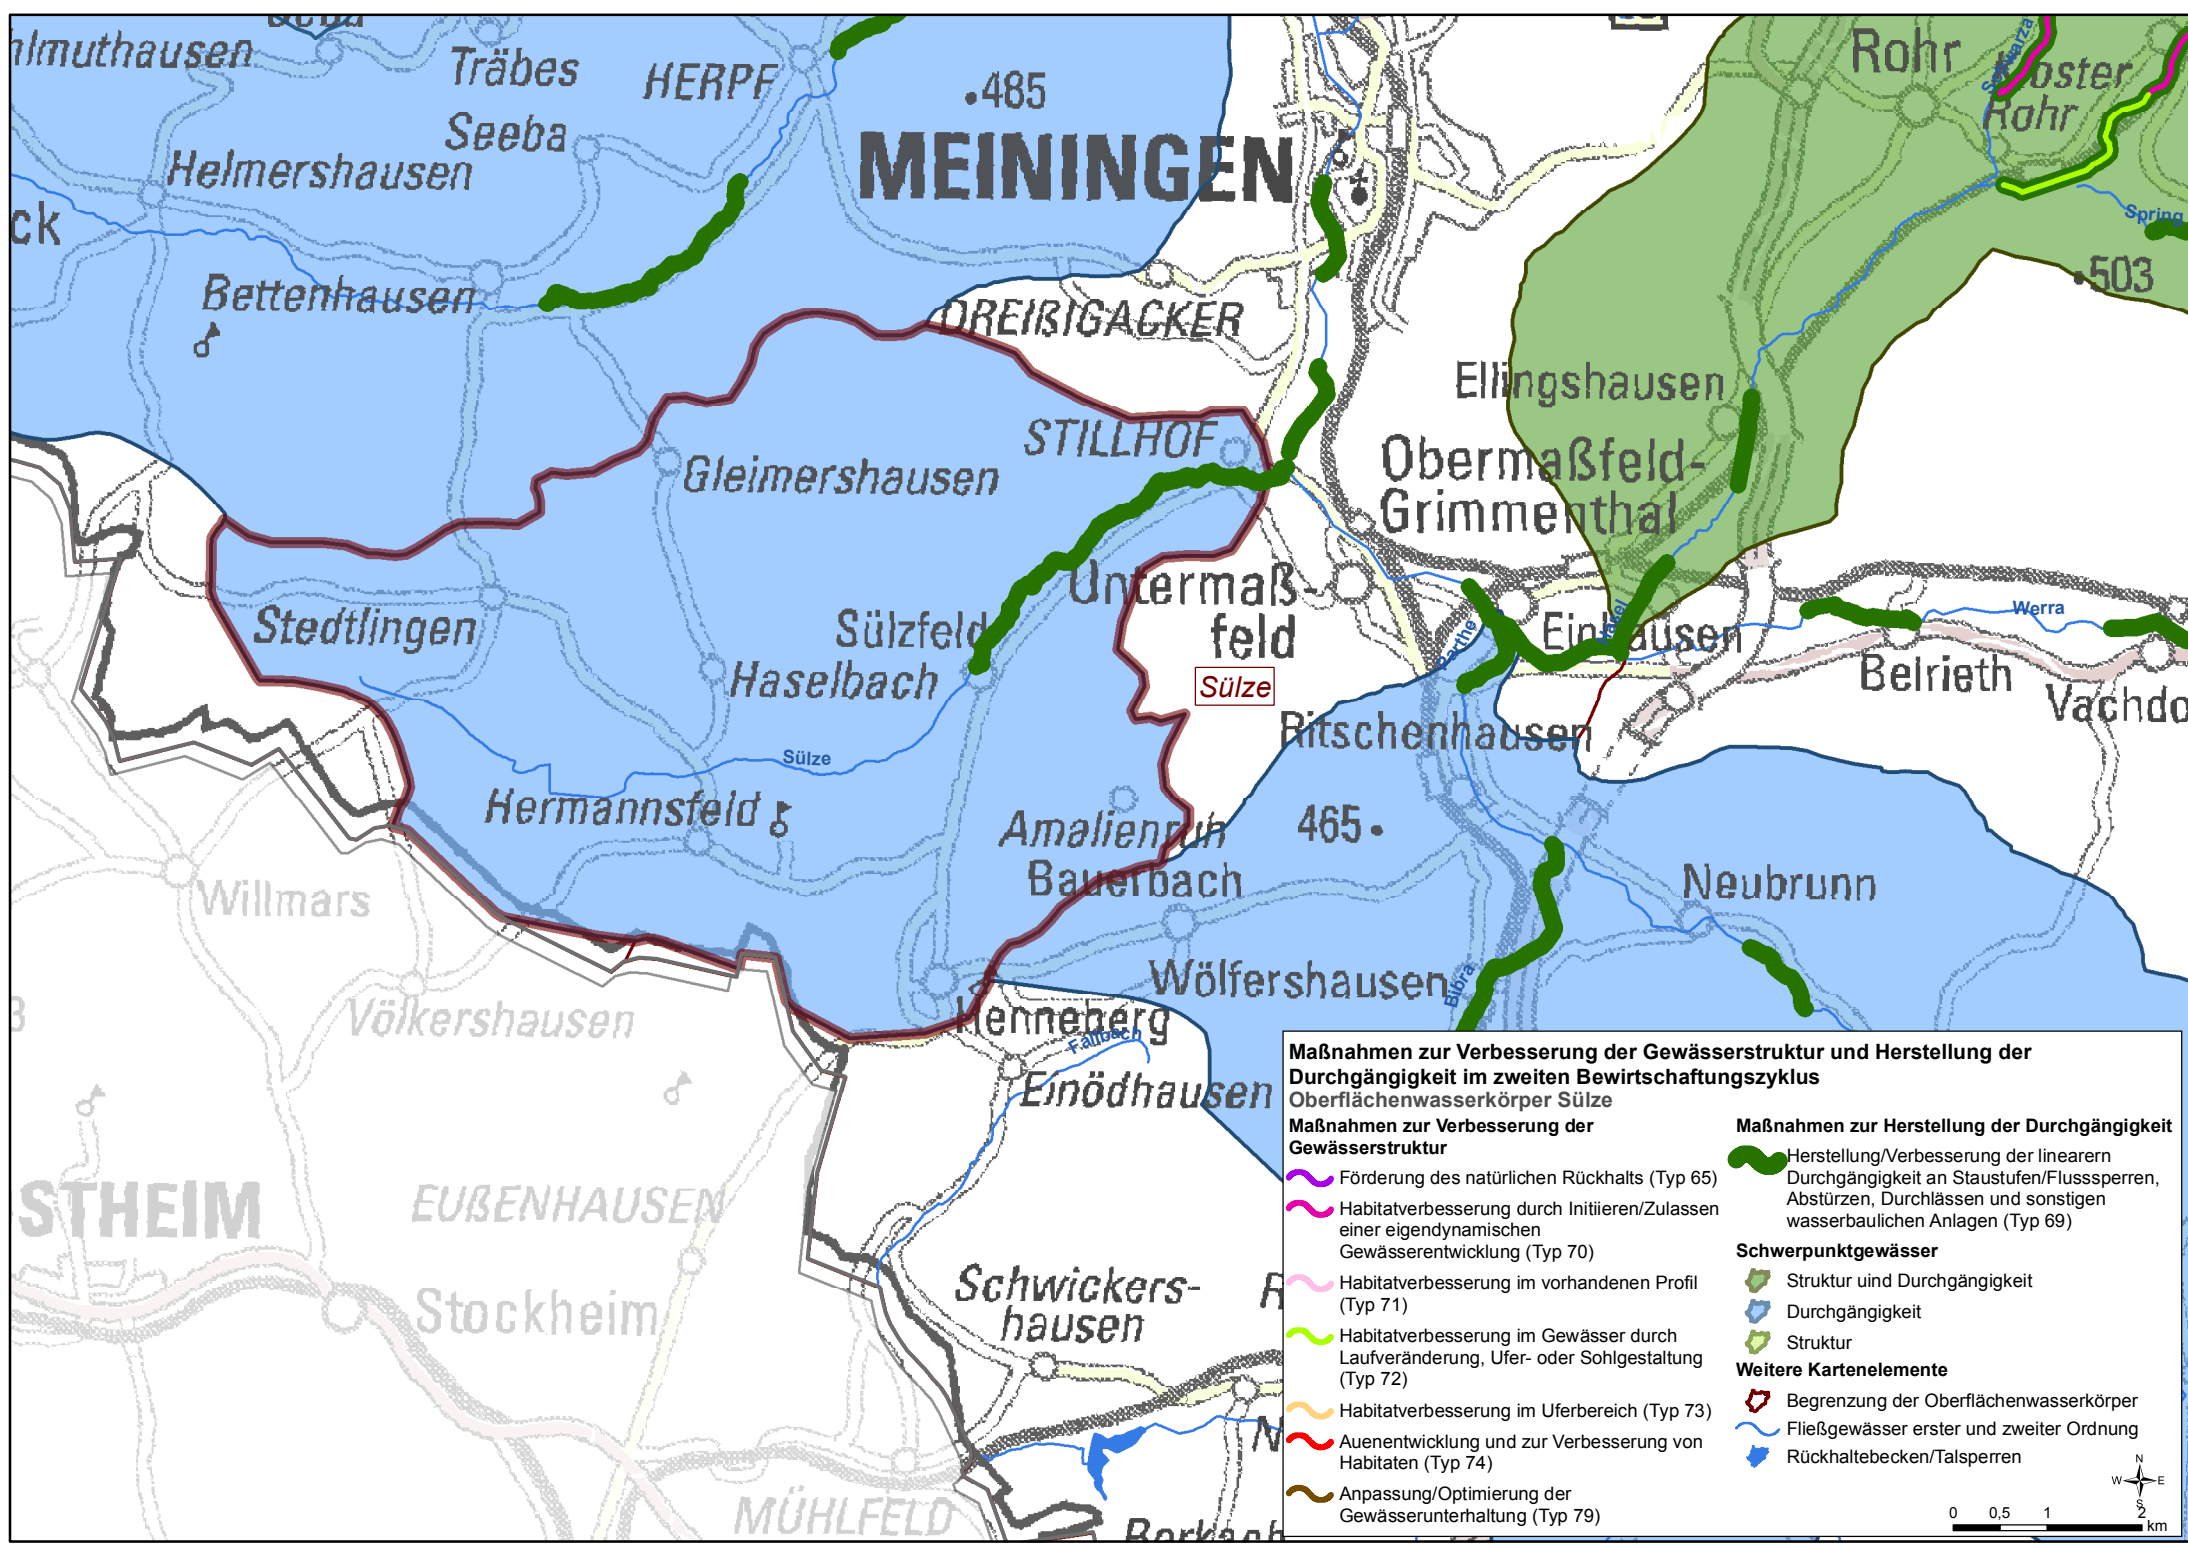 Träbes
HERPF
485
Rohr
Schwarza
Kloster
Rohr
Seeba
MEININGEN
Helmershausen
ck
Spring
503
Bettenhausen
DREIßIGACKER
Ellingshausen
STILLHOF
Obermaßfeld-
Grimmenthal
Gleimershausen
Untermaß-
feld
Stedtlingen
Sülzfeld
Haselbach
Parthe
Hasel
Einhausen
Werra
Belrieth
Sülze
Vachdo
Ritschenhausen
Sülze
Hermannsfeld
Amalienruh
465
Bauerbach
Neubrunn
Willmars
Wölfershausen
Bibra
Völkershausen
Henneberg
Fallbach
Einödhausen
STHEIM
EUßENHAUSEN
Stockheim
Schwickers-
hausen
MÜHLFELD
Maßnahmen zur Verbesserung der Gewässerstruktur und Herstellung der
Durchgängigkeit im zweiten Bewirtschaftungszyklus
Oberflächenwasserkörper Sülze
Maßnahmen zur Verbesserung der
Gewässerstruktur
Förderung des natürlichen Rückhalts (Typ 65)
Habitatverbesserung durch Initiieren/Zulassen
einer eigendynamischen
Gewässerentwicklung (Typ 70)
Habitatverbesserung im vorhandenen Profil
(Typ 71)
Habitatverbesserung im Gewässer durch
Laufveränderung, Ufer- oder Sohlgestaltung
(Typ 72)
Habitatverbesserung im Uferbereich (Typ 73)
Auenentwicklung und zur Verbesserung von
Habitaten (Typ 74)
Anpassung/Optimierung der
Gewässerunterhaltung (Typ 79)
Maßnahmen zur Herstellung der Durchgängigkeit
Herstellung/Verbesserung der linearern
Durchgängigkeit an Staustufen/Flusssperren,
Abstürzen, Durchlässen und sonstigen
wasserbaulichen Anlagen (Typ 69)
Schwerpunktgewässer
Struktur uind Durchgängigkeit
Durchgängigkeit
Struktur
Weitere Kartenelemente
Begrenzung der Oberflächenwasserkörper
Fließgewässer erster und zweiter Ordnung
Rückhaltebecken/Talsperren
N
W E
S
0 0,5 1 2
km